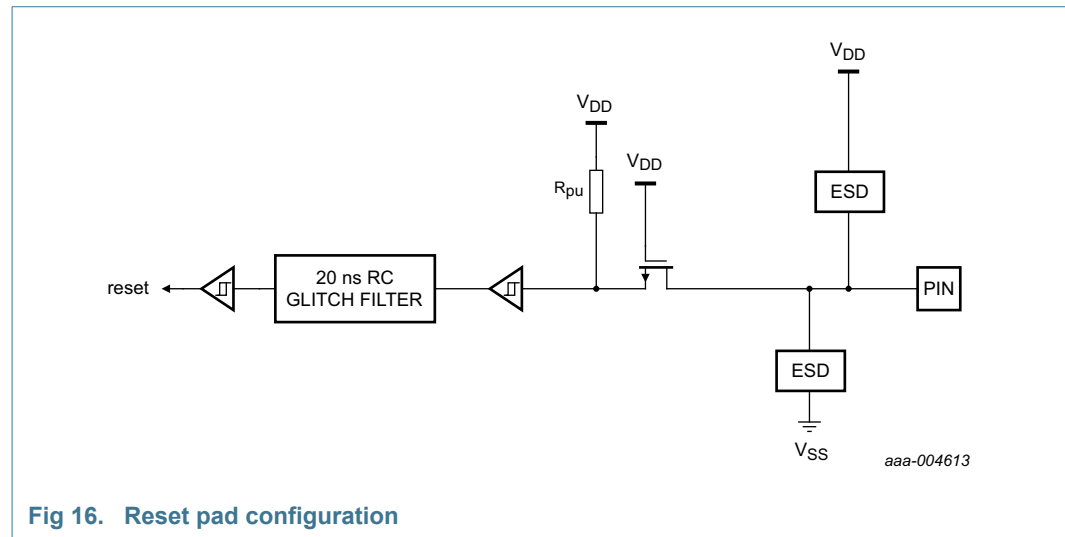 VDD
VDD
VDD
Rpu
ESD
reset
20 ns RC
GLITCH FILTER
PIN
ESD
VSS
aaa-004613
Fig 16. Reset pad configuration